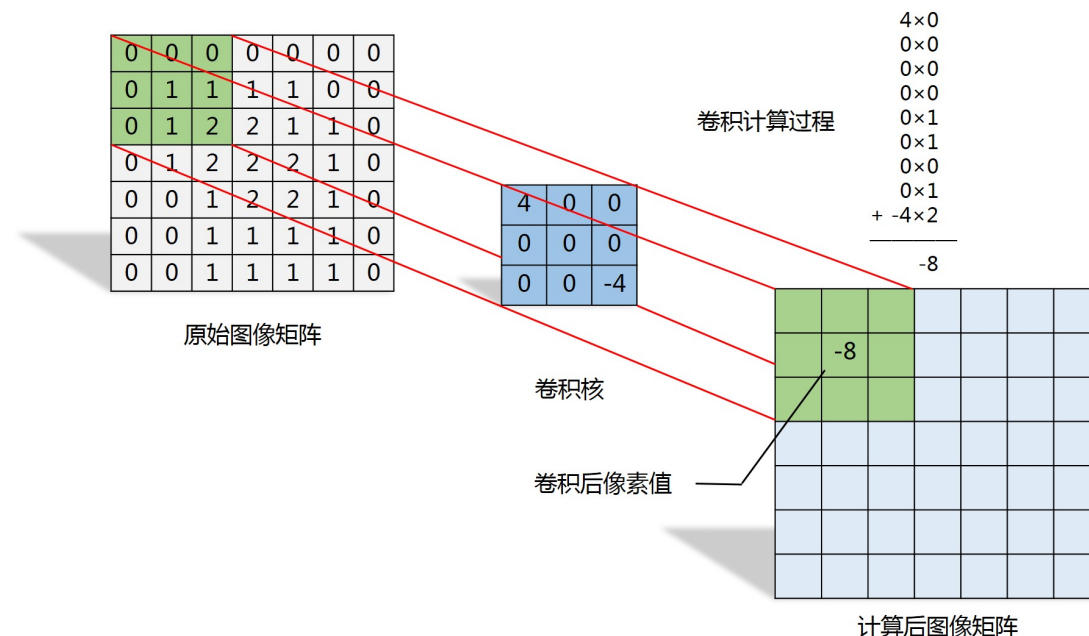 0 0 0 0 0 0 0
0 1 1 1 1 0 0
0 1 2 2 1 1 0
0 1 2 2 2 1 0
0 0 1 2 2 1 0
0 0 1 1 1 1 0
0 0 1 1 1 1 0
原始图像矩阵
4 0 0
0 0 0
0 0 -4
卷积核
卷积计算过程
4×0
0×0
0×0
0×0
0×1
0×1
0×0
0×1
+ -4×2
-8
-8
卷积后像素值
计算后图像矩阵